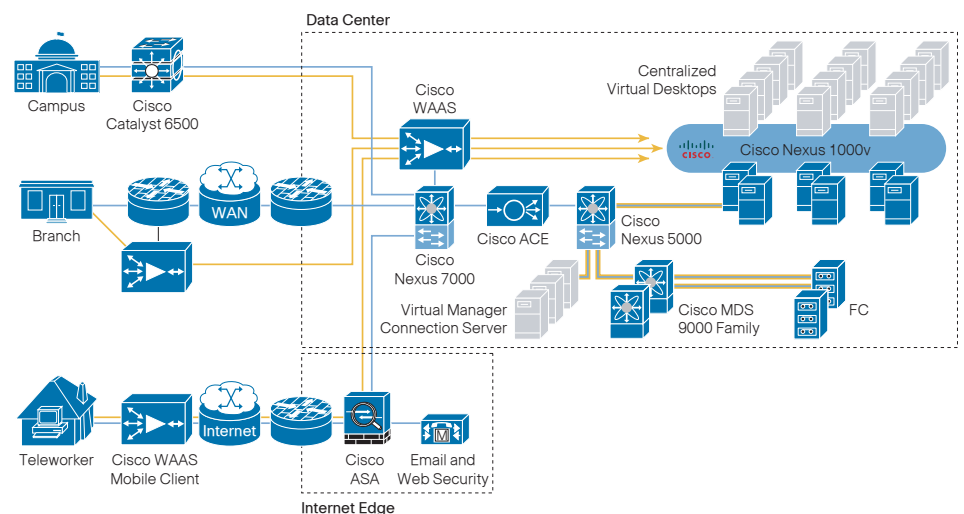 Data Center
Campus
Cisco
Catalyst 6500
Cisco
WAAS
Centralized
Virtual Desktops
CISCO
Cisco Nexus 1000v
Branch
WAN
Cisco
Nexus 7000
Cisco ACE
Cisco
Nexus 5000
Virtual Manager
Connection Server
Cisco MDS
9000 Family
FC
Teleworker
Cisco WAAS
Mobile Client
Internet
Cisco
ASA
M
Email and
Web Security
Internet Edge